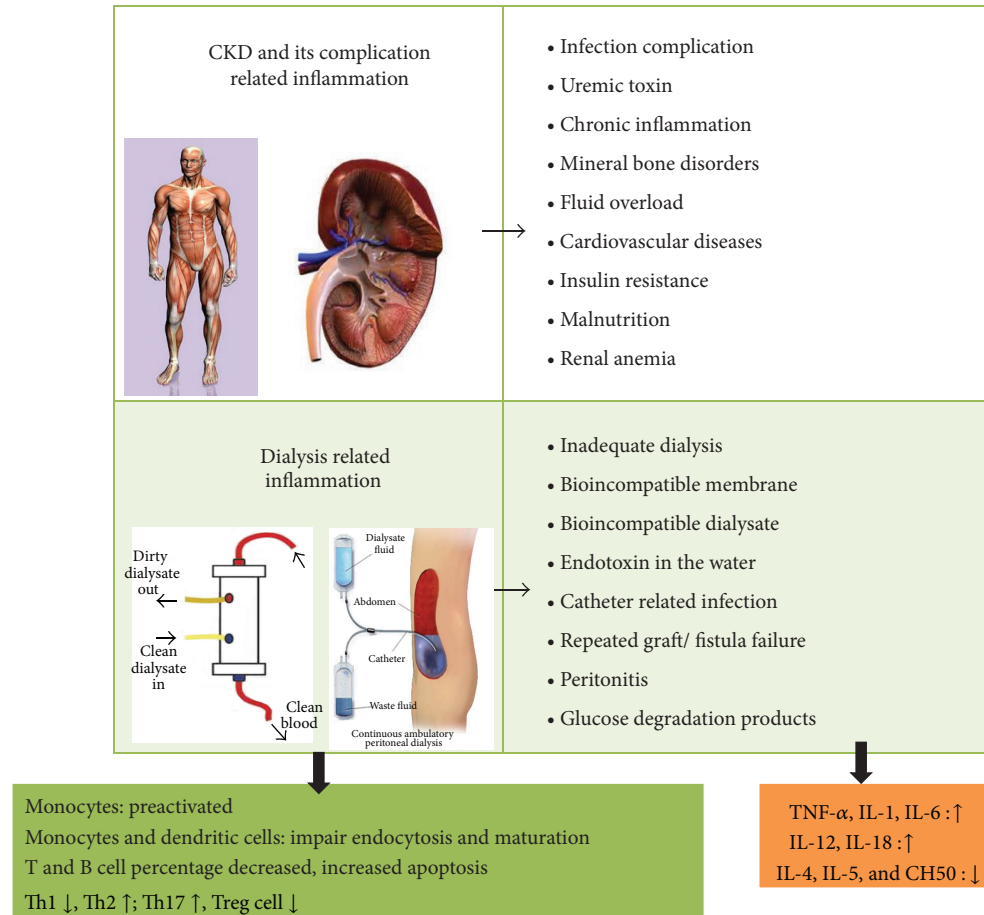 CKD and its complication
related inflammation
• Infection complication
• Uremic toxin
• Chronic inflammation
• Mineral bone disorders
• Fluid overload
• Cardiovascular diseases
• Insulin resistance
• Malnutrition
• Renal anemia
Dialysis related
inflammation
Dirty
dialysate
out
Clean
dialysate
in
Clean
blood
Dialysate
fluid
Abdomen
Catheter
Waste fluid
Continuous ambulatory
peritoneal dialysis
• Inadequate dialysis
• Bioincompatible membrane
• Bioincompatible dialysate
• Endotoxin in the water
• Catheter related infection
• Repeated graft/ fistula failure
• Peritonitis
• Glucose degradation products
Monocytes: preactivated
Monocytes and dendritic cells: impair endocytosis and maturation
T and B cell percentage decreased, increased apoptosis
Th1 ↓, Th2 ↑; Th17 ↑, Treg cell ↓
TNF-α, IL-1, IL-6 :↑
IL-12, IL-18 :↑
IL-4, IL-5, and CH50 :↓